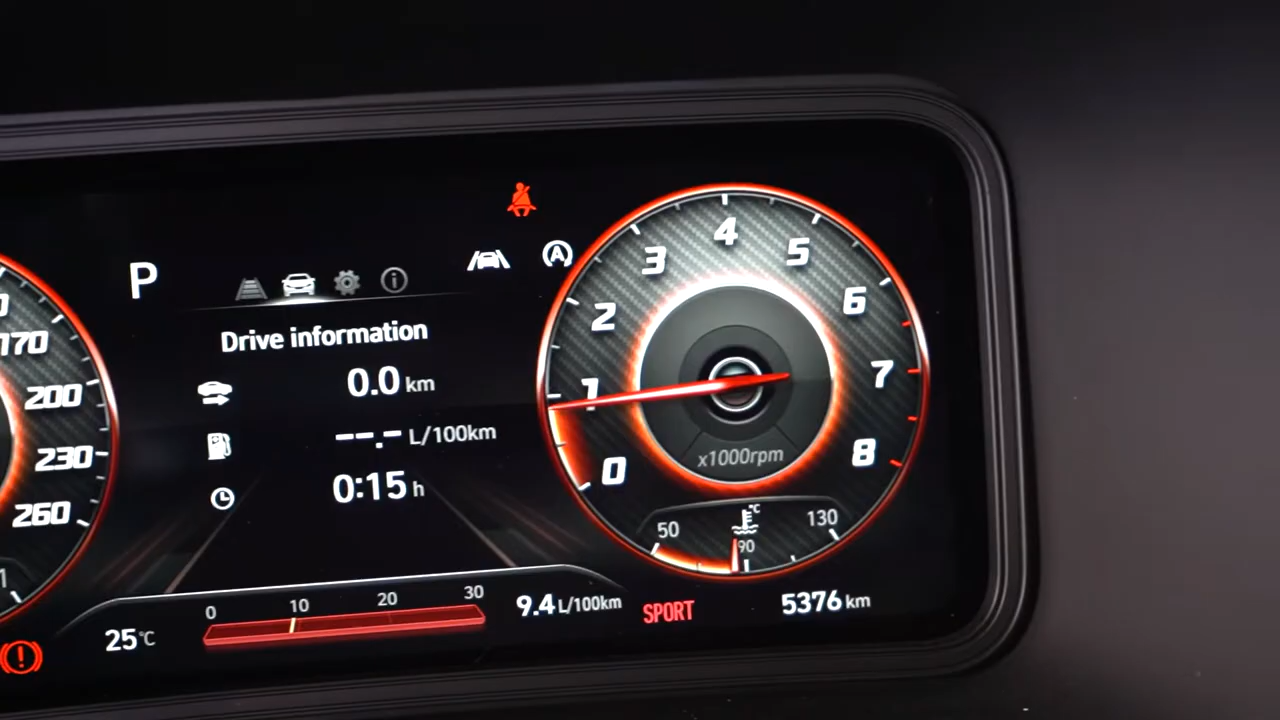 P
Drive information
0.0 km
--.- L/100km
0:15 h
170
200
230
260
1
0
1
2
3
4
5
6
7
8
x1000rpm
50
°C
90
130
0 10 20 30
25°C
9.4 L/100km
SPORT
5376 km
A
i
!